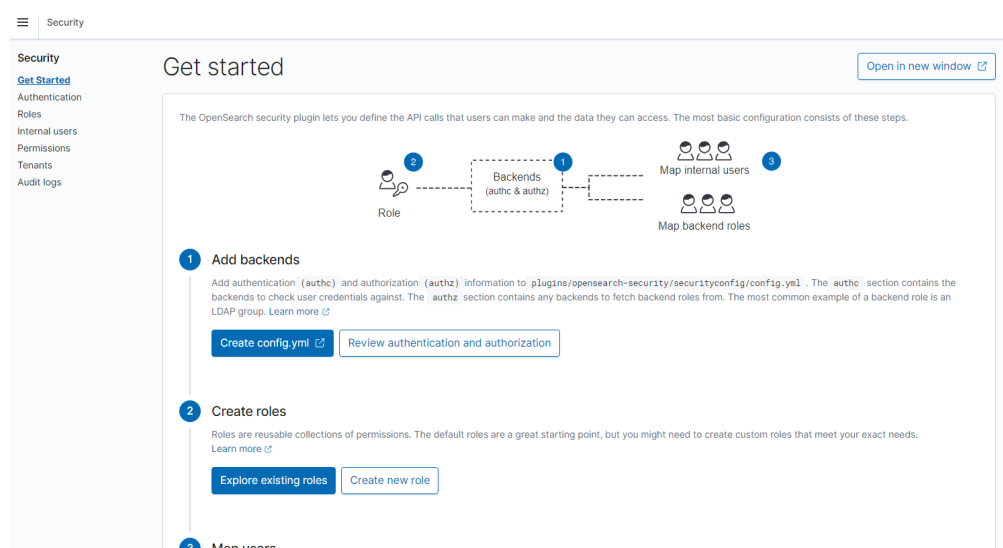 Security
Security
Get Started
Authentication
Roles
Internal users
Permissions
Tenants
Audit logs
Get started
Open in new window
The OpenSearch security plugin lets you define the API calls that users can make and the data they can access. The most basic configuration consists of these steps.
2
Role
1
Backends
(authc & authz)
3
Map internal users
Map backend roles
1
Add backends
Add authentication (authc) and authorization (authz) information to plugins/opensearch-security/securityconfig/config.yml . The authc section contains the
backends to check user credentials against. The authz section contains any backends to fetch backend roles from. The most common example of a backend role is an
LDAP group. Learn more
Create config.yml
Review authentication and authorization
2
Create roles
Roles are reusable collections of permissions. The default roles are a great starting point, but you might need to create custom roles that meet your exact needs.
Learn more
Explore existing roles
Create new role
3
Map users